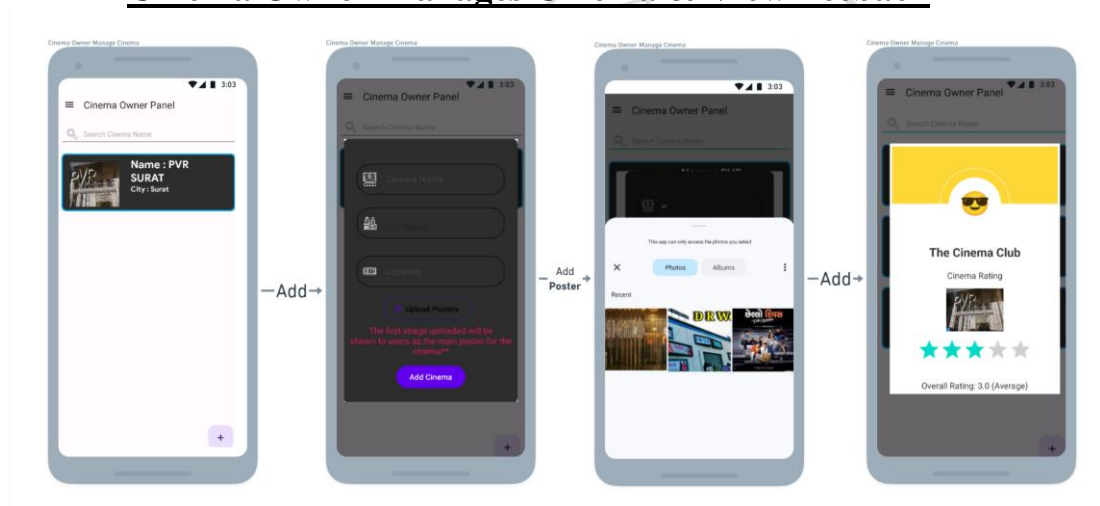 Cinema Owner Manage Cinema
3:03
Cinema Owner Panel
Search Cinema Name
PVR
Name : PVR
SURAT
City : Surat
+
Add
Cinema Owner Manage Cinema
3:03
Cinema Owner Panel
Search Cinema Name
Cinema Name
City Name
Capacity
+ Upload Posters
The first image uploaded will be
shown to users as the main poster for the
cinema**
Add Cinema
+
Add
Poster
Cinema Owner Manage Cinema
3:03
Cinema Owner Panel
Search Cinema Name
This app can only access the photos you select
Photos
Albums
Recent
DRW
છેલ્લો દિવસ
Add
Cinema Owner Manage Cinema
3:03
Cinema Owner Panel
Search Cinema Name
The Cinema Club
Cinema Rating
PVR
Overall Rating: 3.0 (Average)
+